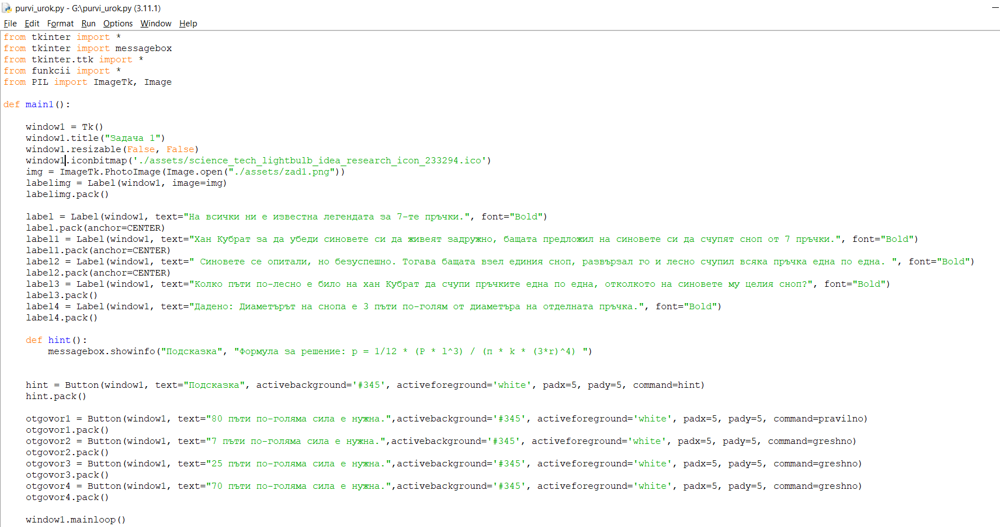 purvi_urok.py - G:\purvi_urok.py (3.11.1)
File Edit Format Run Options Window Help
from tkinter import *
from tkinter import messagebox
from tkinter.ttk import *
from funkcii import *
from PIL import ImageTk, Image

def main1():

    window1 = Tk()
    window1.title("Задача 1")
    window1.resizable(False, False)
    window1.iconbitmap('./assets/science_tech_lightbulb_idea_research_icon_233294.ico')
    img = ImageTk.PhotoImage(Image.open("./assets/zad1.png"))
    labelimg = Label(window1, image=img)
    labelimg.pack()

    label = Label(window1, text="На всички ни е известна легендата за 7-те пръчки.", font="Bold")
    label.pack(anchor=CENTER)
    label1 = Label(window1, text="Хан Кубрат за да убеди синовете си да живеят задружно, бащата предложил на синовете си да счупят сноп от 7 пръчки.", font="Bold")
    label1.pack(anchor=CENTER)
    label2 = Label(window1, text=" Синовете се опитали, но безуспешно. Тогава бащата взел единия сноп, развързал го и лесно счупил всяка пръчка една по една. ", font="Bold")
    label2.pack(anchor=CENTER)
    label3 = Label(window1, text="Колко пъти по-лесно е било на хан Кубрат да счупи пръчките една по една, отколкото на синовете му целия сноп?", font="Bold")
    label3.pack()
    label4 = Label(window1, text="Дадено: Диаметърът на снопа е 3 пъти по-голям от диаметъра на отделната пръчка.", font="Bold")
    label4.pack()

    def hint():
        messagebox.showinfo("Подсказка", "Формула за решение: p = 1/12 * (P * l^3) / (п * k * (3*r)^4) ")


    hint = Button(window1, text="Подсказка", activebackground='#345', activeforeground='white', padx=5, pady=5, command=hint)
    hint.pack()

    otgovor1 = Button(window1, text="80 пъти по-голяма сила е нужна.",activebackground='#345', activeforeground='white', padx=5, pady=5, command=pravilno)
    otgovor1.pack()
    otgovor2 = Button(window1, text="7 пъти по-голяма сила е нужна.",activebackground='#345', activeforeground='white', padx=5, pady=5, command=greshno)
    otgovor2.pack()
    otgovor3 = Button(window1, text="25 пъти по-голяма сила е нужна.",activebackground='#345', activeforeground='white', padx=5, pady=5, command=greshno)
    otgovor3.pack()
    otgovor4 = Button(window1, text="70 пъти по-голяма сила е нужна.",activebackground='#345', activeforeground='white', padx=5, pady=5, command=greshno)
    otgovor4.pack()

    window1.mainloop()